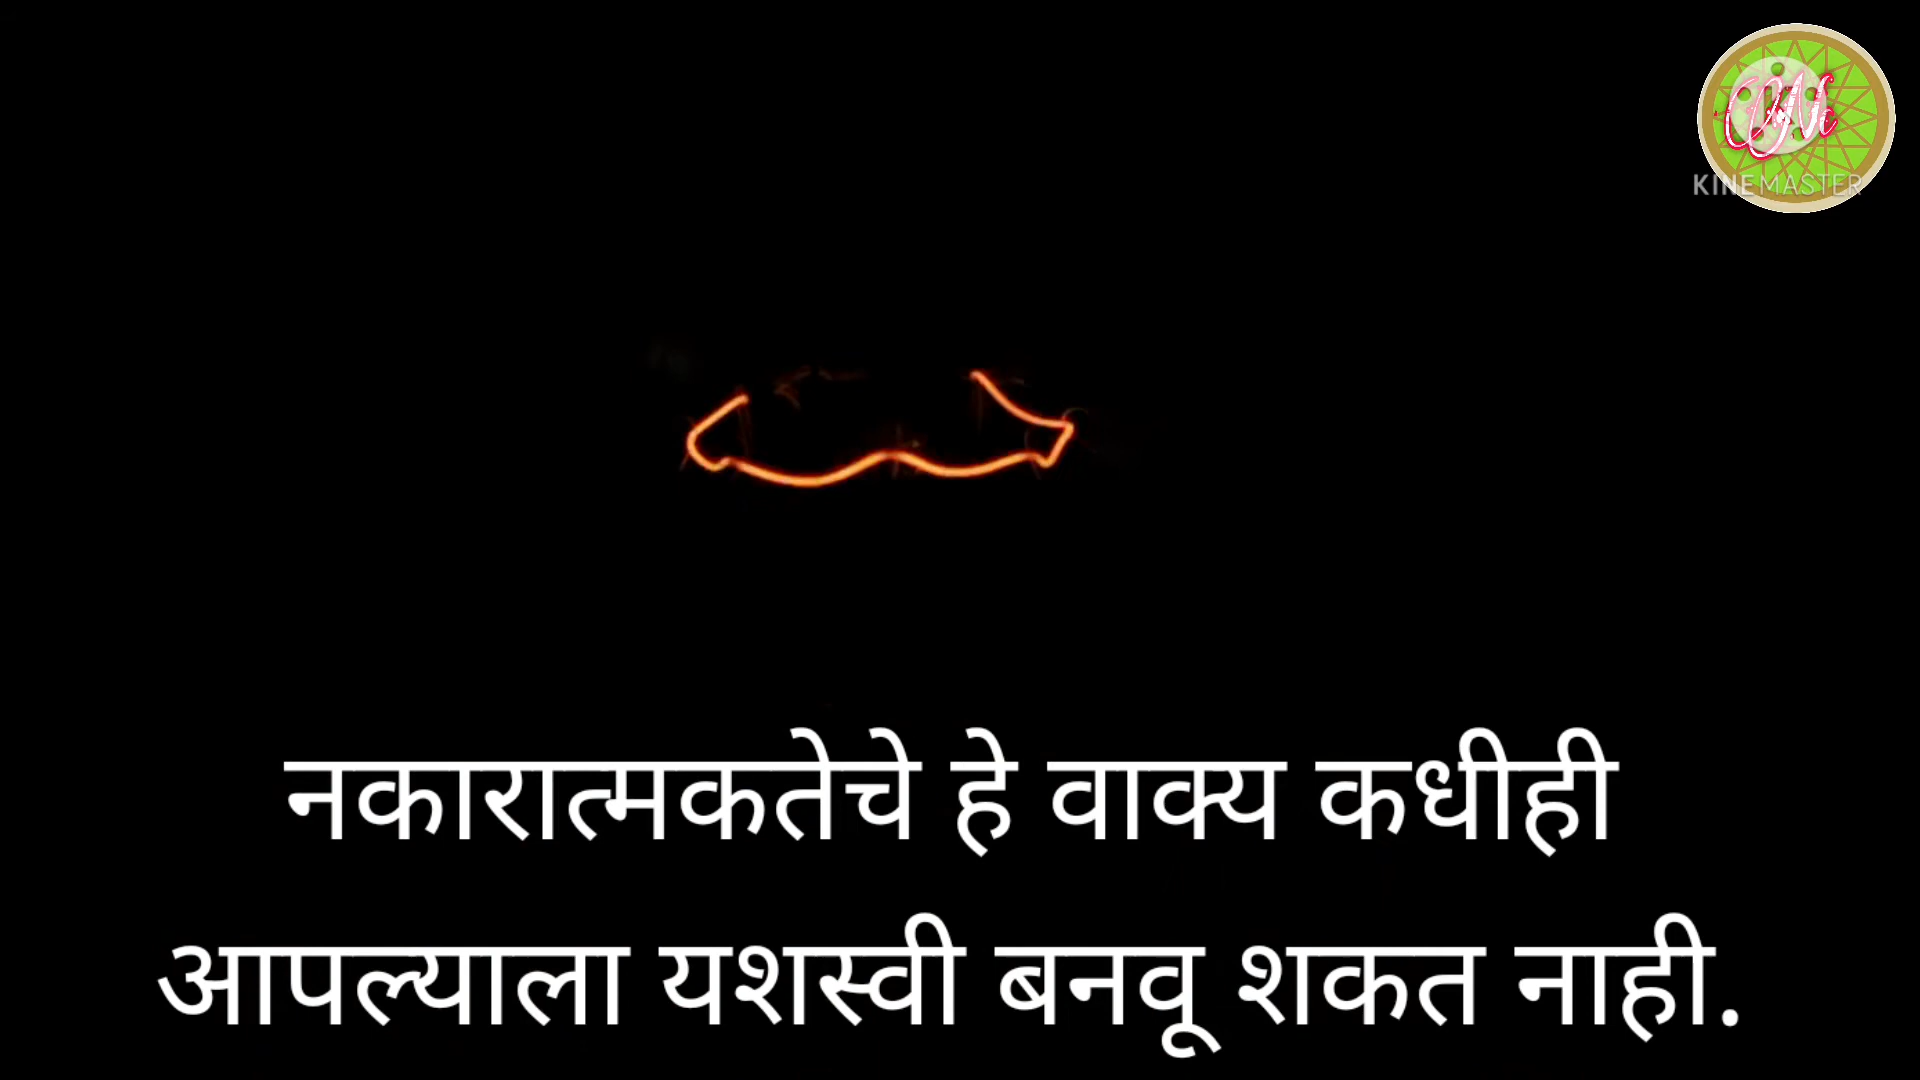 KINEMASTER
नकारात्मकतेचे हे वाक्य कधीही
आपल्याला यशस्वी बनवू शकत नाही.